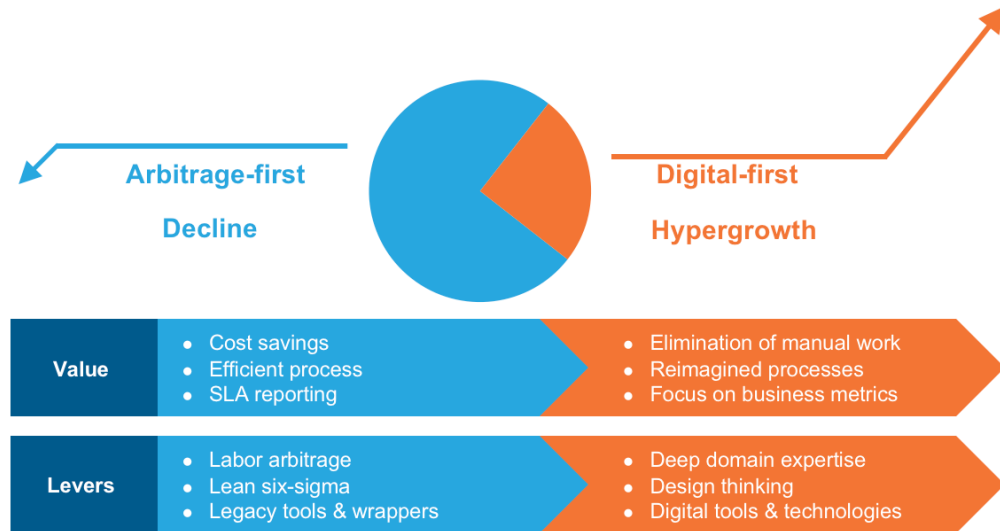 Arbitrage-first
Decline
Digital-first
Hypergrowth
Value
● Cost savings
● Efficient process
● SLA reporting
● Elimination of manual work
● Reimagined processes
● Focus on business metrics
Levers
● Labor arbitrage
● Lean six-sigma
● Legacy tools & wrappers
● Deep domain expertise
● Design thinking
● Digital tools & technologies